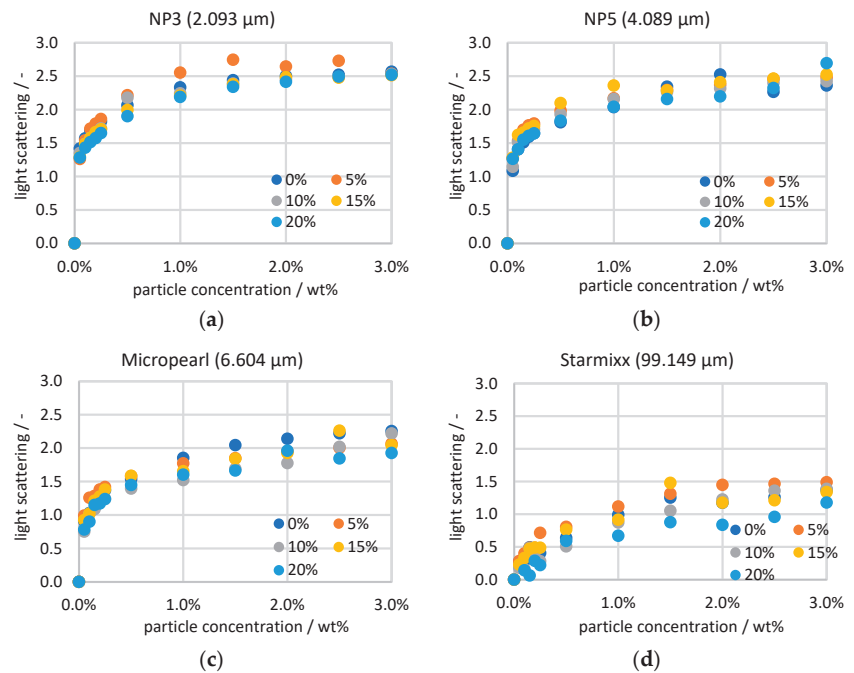 NP3 (2.093 µm)
3.0
2.5
2.0
1.5
1.0
0.5
0.0
light scattering / -
0% 5%
10% 15%
20%
0.0% 1.0% 2.0% 3.0%
particle concentration / wt%
(a)
NP5 (4.089 µm)
3.0
2.5
2.0
1.5
1.0
0.5
0.0
light scattering / -
0% 5%
10% 15%
20%
0.0% 1.0% 2.0% 3.0%
particle concentration / wt%
(b)
Micropearl (6.604 µm)
3.0
2.5
2.0
1.5
1.0
0.5
0.0
light scattering / -
0% 5%
10% 15%
20%
0.0% 1.0% 2.0% 3.0%
particle concentration / wt%
(c)
Starmixx (99.149 µm)
3.0
2.5
2.0
1.5
1.0
0.5
0.0
light scattering / -
0% 5%
10% 15%
20%
0.0% 1.0% 2.0% 3.0%
particle concentration / wt%
(d)